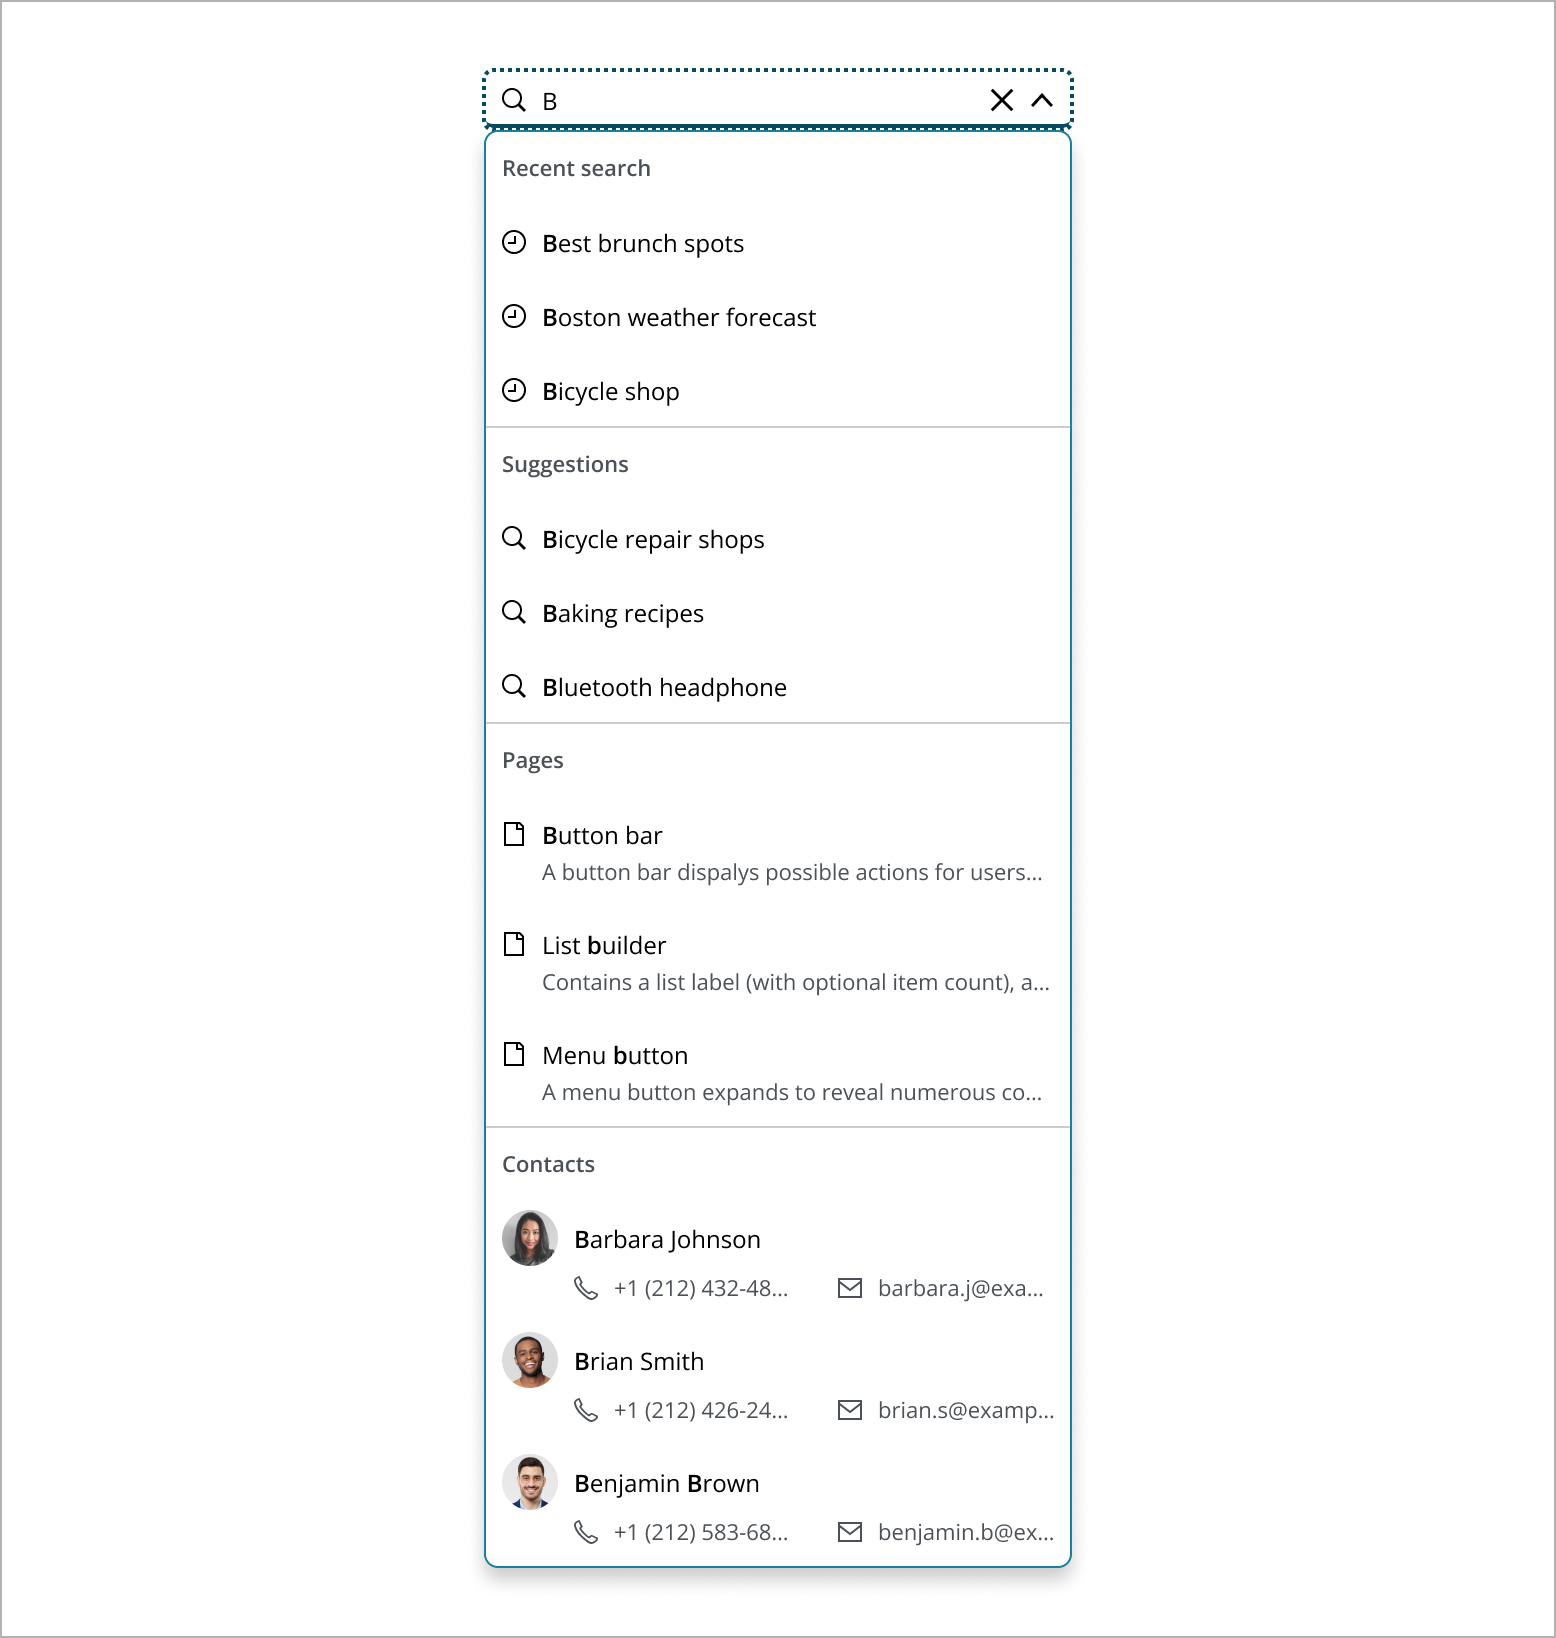 B
Recent search
Best brunch spots
Boston weather forecast
Bicycle shop
Suggestions
Bicycle repair shops
Baking recipes
Bluetooth headphone
Pages
Button bar
A button bar dispalys possible actions for users...
List builder
Contains a list label (with optional item count), a...
Menu button
A menu button expands to reveal numerous co...
Contacts
Barbara Johnson
+1 (212) 432-48... barbara.j@exa...
Brian Smith
+1 (212) 426-24... brian.s@examp...
Benjamin Brown
+1 (212) 583-68... benjamin.b@ex...